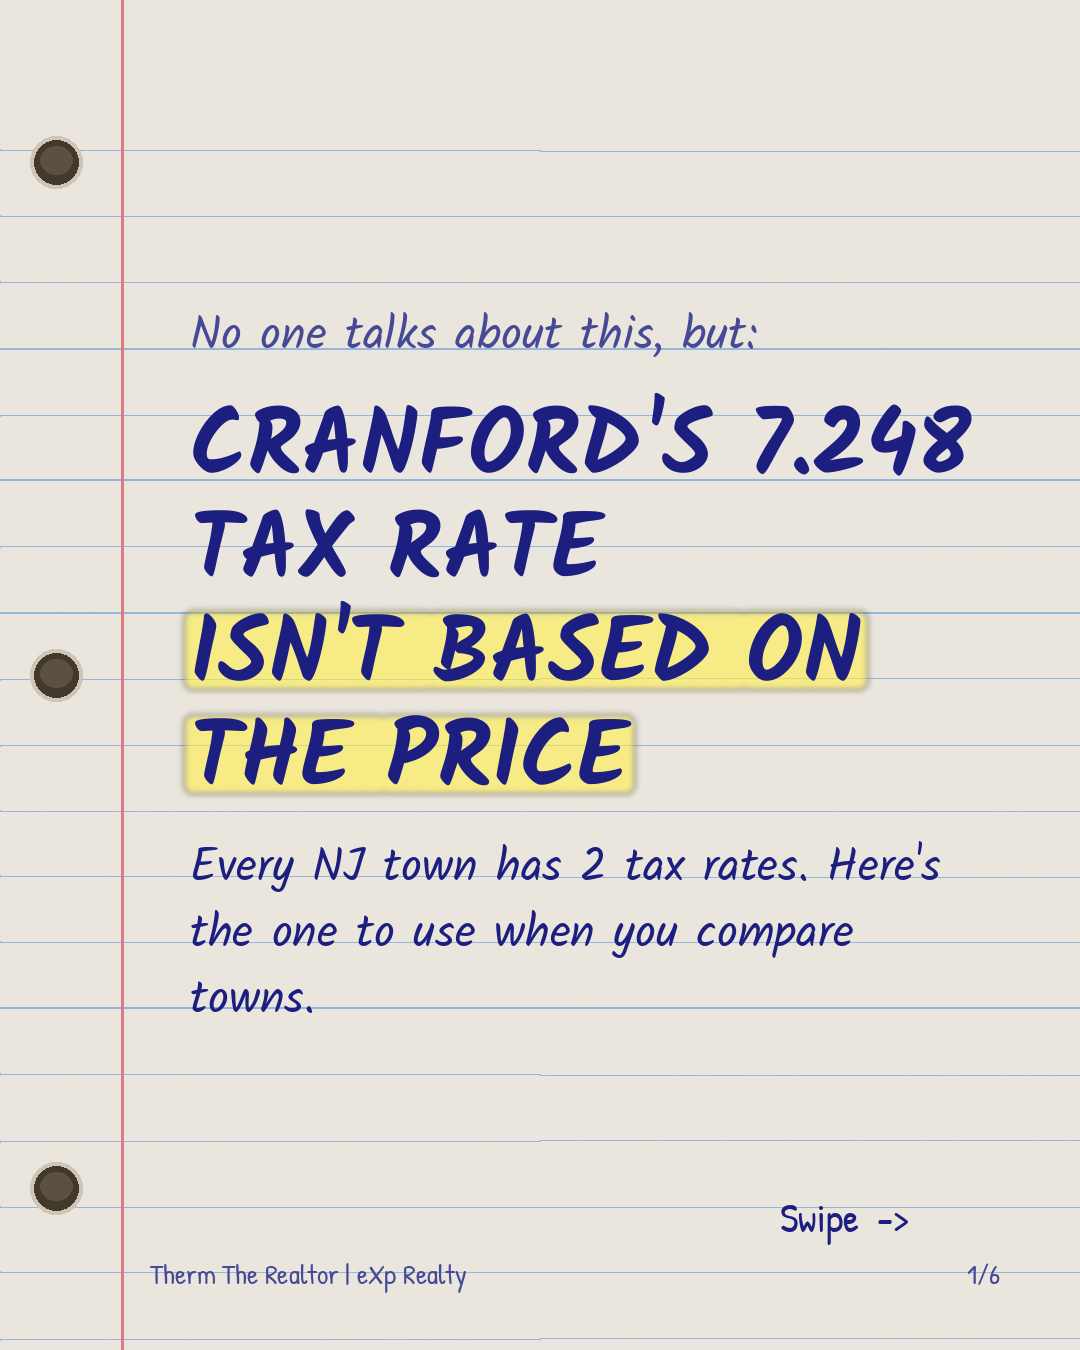 No one talks about this, but:
CRANFORD'S 7.248
TAX RATE
ISN'T BASED ON
THE PRICE
Every NJ town has 2 tax rates. Here's
the one to use when you compare
towns.
Swipe ->
Therm The Realtor | eXp Realty
1/6